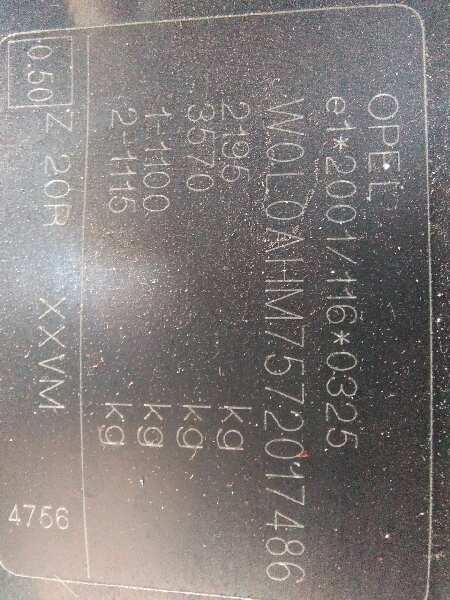 OPEL
e1*2001/116*0325
W0L0AHM7572017486
2195 kg
3570 kg
1-1100 kg
2-1115 kg
0.50 Z 20R XXVM 4756